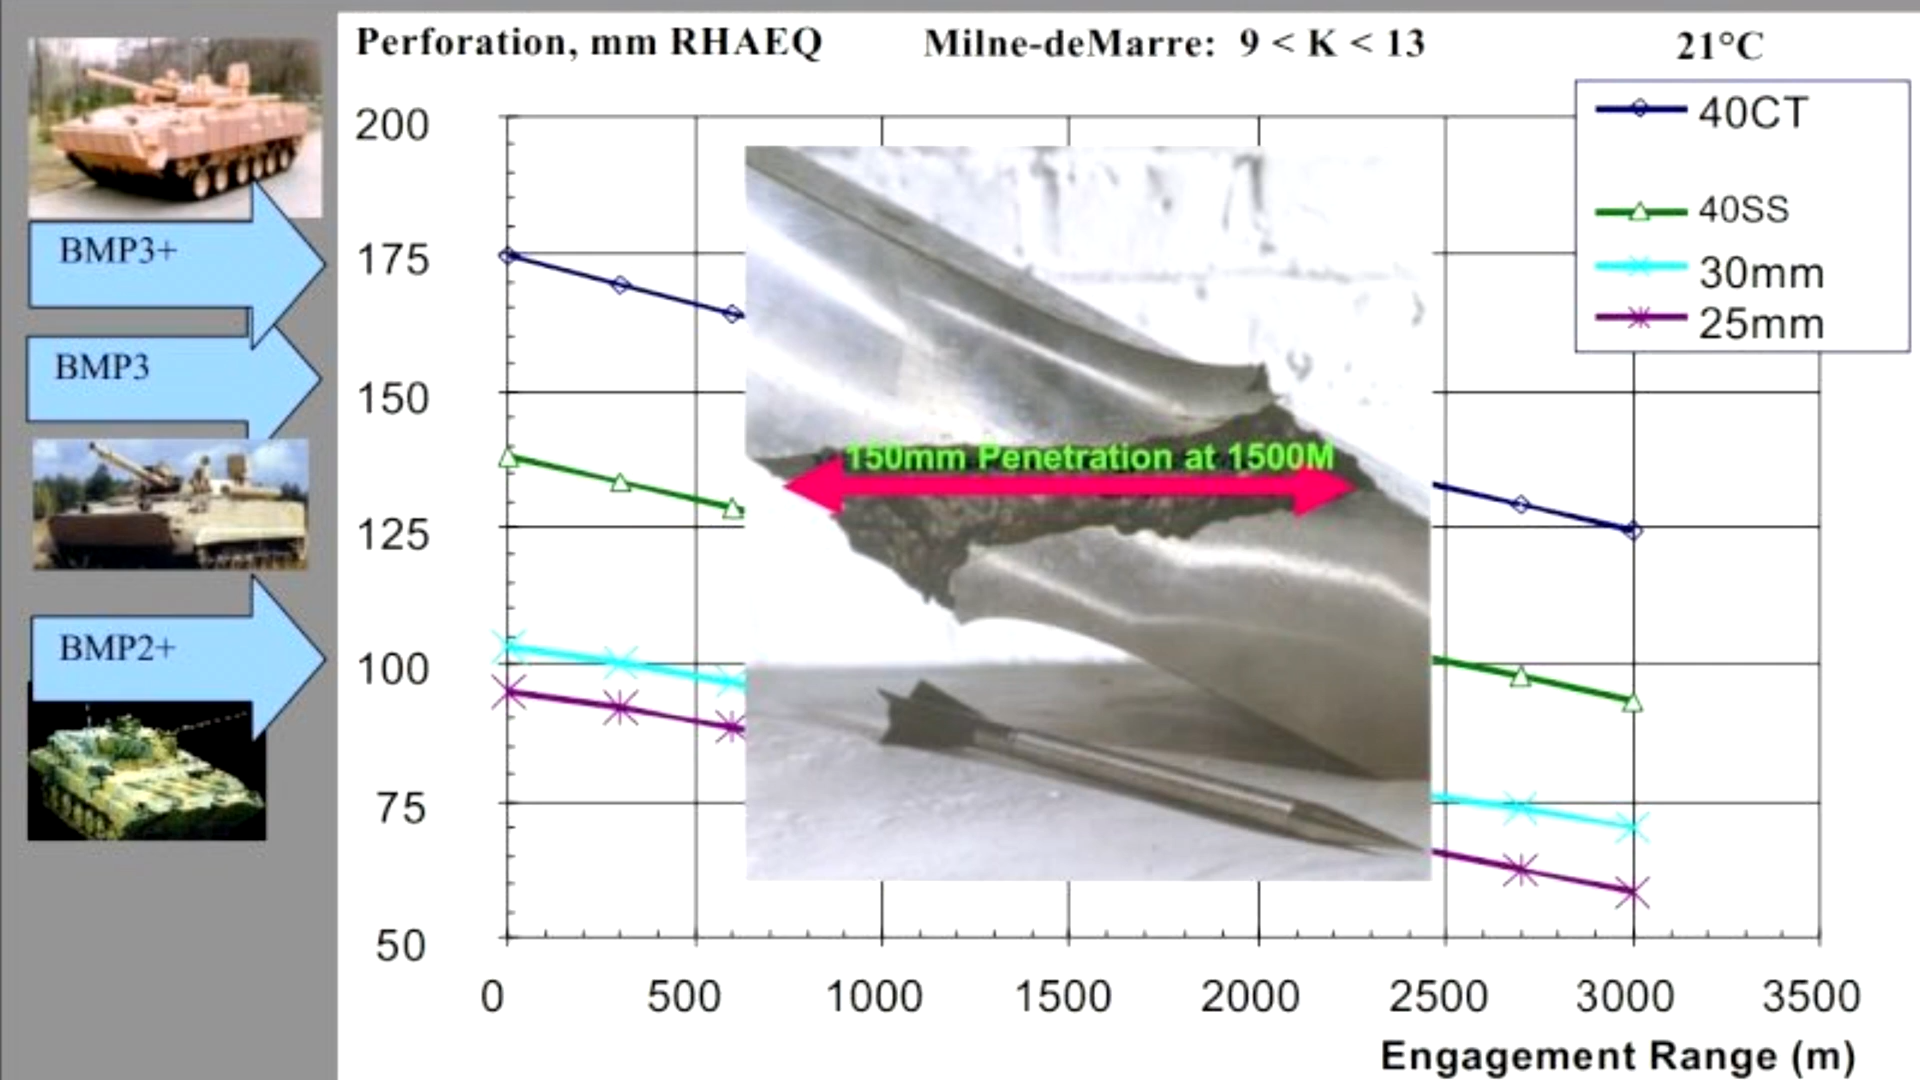 Perforation, mm RHAEQ Milne-deMarre: 9 < K < 13 21°C
40CT
40SS
30mm
25mm
BMP3+
BMP3
BMP2+
200
175
150
125
100
75
50
150mm Penetration at 1500M
0 500 1000 1500 2000 2500 3000 3500
Engagement Range (m)